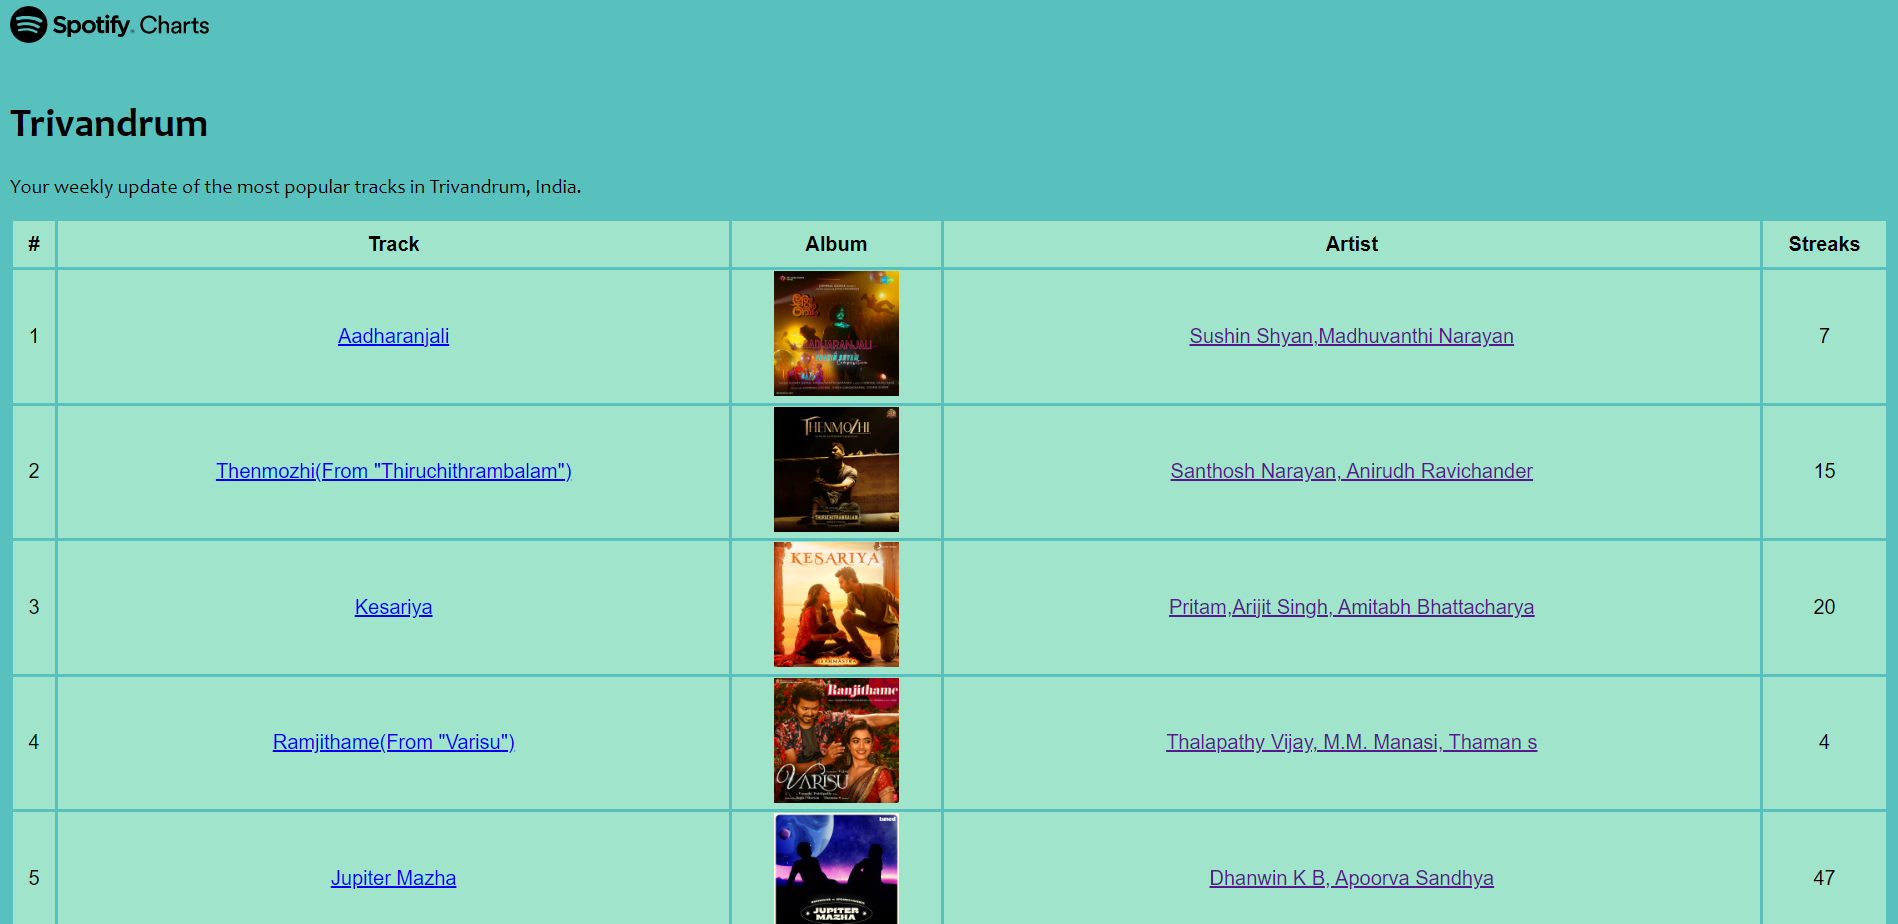 Spotify Charts
Trivandrum
Your weekly update of the most popular tracks in Trivandrum, India.
# Track Album Artist Streaks
1 Aadharanjali Sushin Shyan,Madhuvanthi Narayan 7
AADHARANJALI
2 Thenmozhi(From "Thiruchithrambalam") Santhosh Narayan, Anirudh Ravichander 15
THENMOZHI
THIRUCHITRAMBALAM
3 Kesariya Pritam,Arijit Singh, Amitabh Bhattacharya 20
KESARIYA
BRAHMASTRA
4 Ramjithame(From "Varisu") Thalapathy Vijay, M.M. Manasi, Thaman s 4
Ranjithame
VARISU
5 Jupiter Mazha Dhanwin K B, Apoorva Sandhya 47
tuned
JUPITER
MAZHA